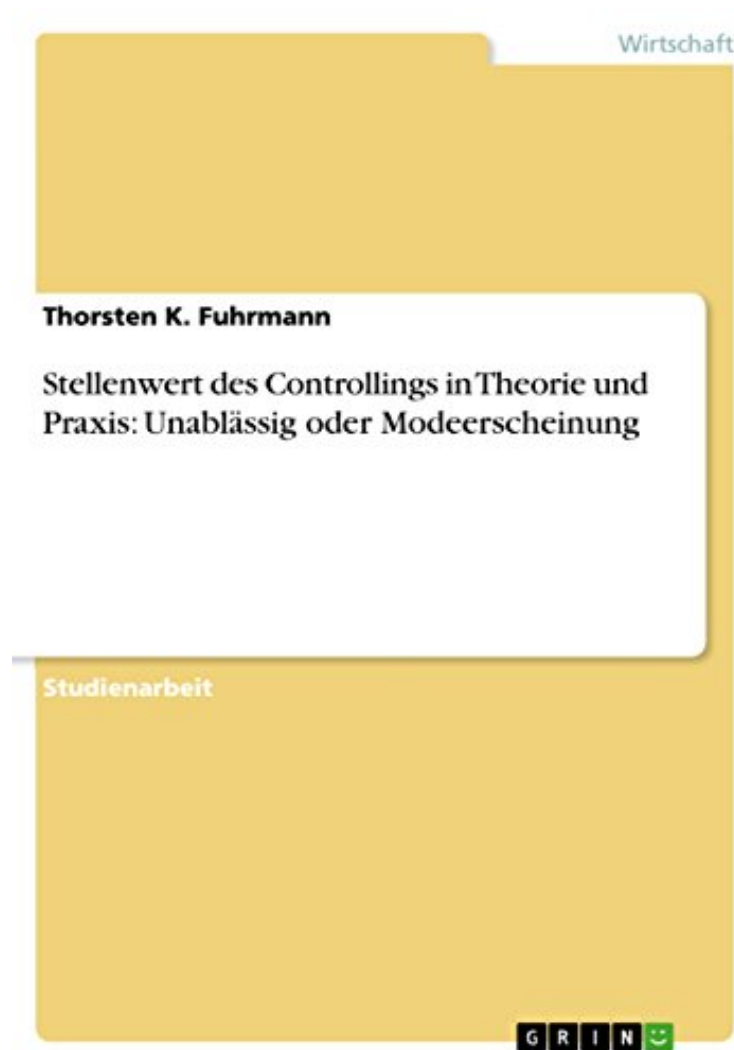 Wirtschaft
Thorsten K. Fuhrmann
Stellenwert des Controllings in Theorie und
Praxis: Unablässig oder Modeerscheinung
Studienarbeit
GRIN